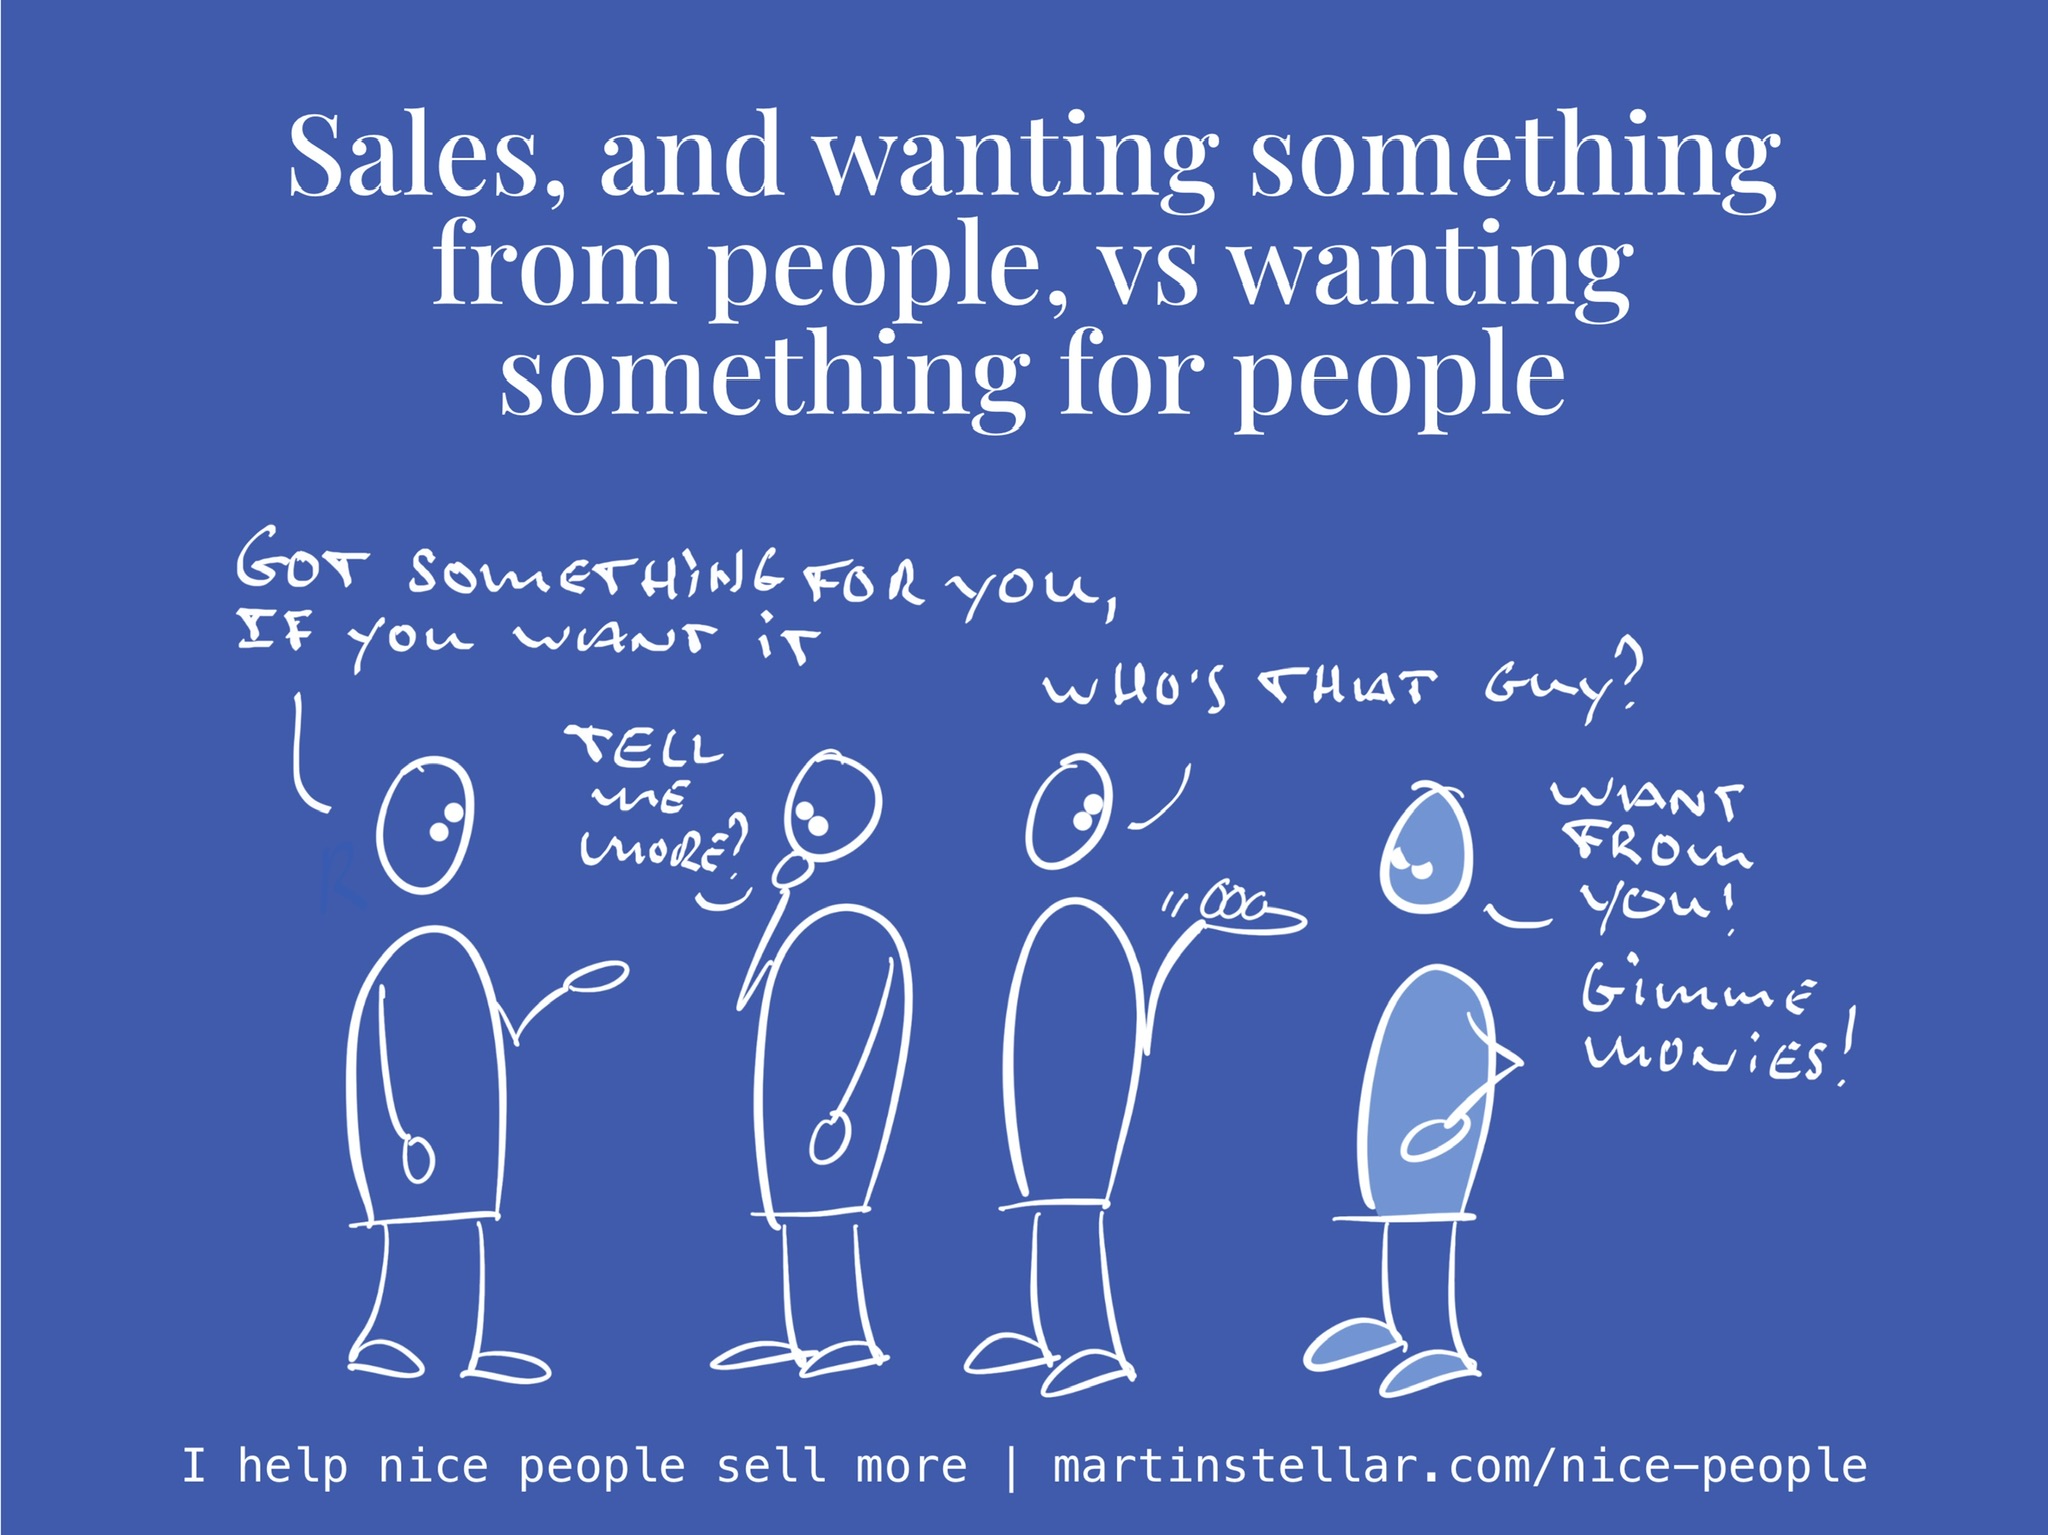 Sales, and wanting something
from people, vs wanting
something for people
GOT SOMETHING FOR YOU,
IF YOU WANT IT
TELL
ME
MORE?
WHO'S THAT GUY?
WANT
FROM
YOU!
GIMME
MONIES!
R
I help nice people sell more | martinstellar.com/nice-people